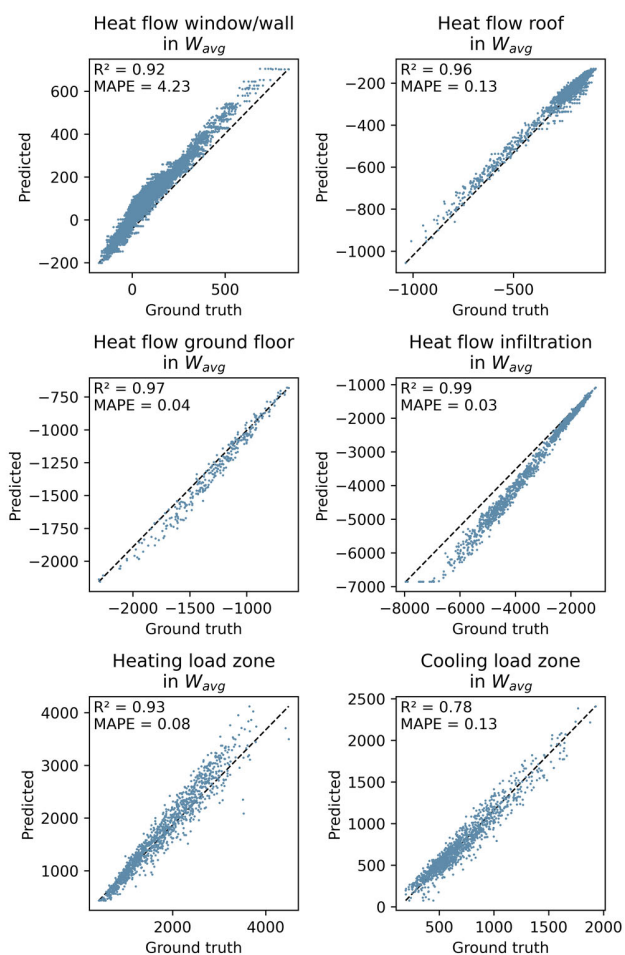 Heat flow window/wall
in W_avg
R² = 0.92
MAPE = 4.23
600
400
200
0
−200
Predicted
0
500
Ground truth
Heat flow roof
in W_avg
R² = 0.96
MAPE = 0.13
−200
−400
−600
−800
−1000
Predicted
−1000
−500
Ground truth
Heat flow ground floor
in W_avg
R² = 0.97
MAPE = 0.04
−750
−1000
−1250
−1500
−1750
−2000
Predicted
−2000
−1000
Ground truth
Heat flow infiltration
in W_avg
R² = 0.99
MAPE = 0.03
−1000
−2000
−3000
−4000
−5000
−6000
−7000
Predicted
−8000
−6000
−4000
−2000
Ground truth
Heating load zone
in W_avg
R² = 0.93
MAPE = 0.08
4000
3000
2000
1000
Predicted
2000
4000
Ground truth
Cooling load zone
in W_avg
R² = 0.78
MAPE = 0.13
2500
2000
1500
1000
500
0
Predicted
500
1000
1500
2000
Ground truth